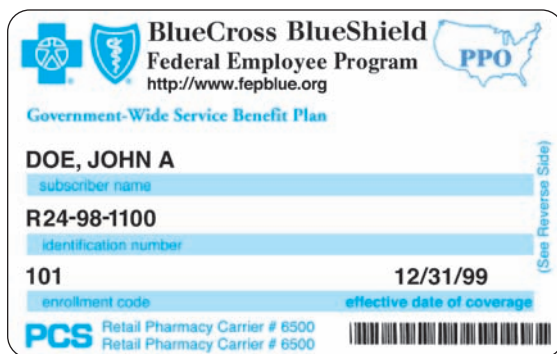 BlueCross BlueShield
Federal Employee Program
http://www.fepblue.org
PPO
Government-Wide Service Benefit Plan
DOE, JOHN A
subscriber name
R24-98-1100
identification number
101 12/31/99
enrollment code effective date of coverage
(See Reverse Side)
PCS Retail Pharmacy Carrier # 6500
Retail Pharmacy Carrier # 6500